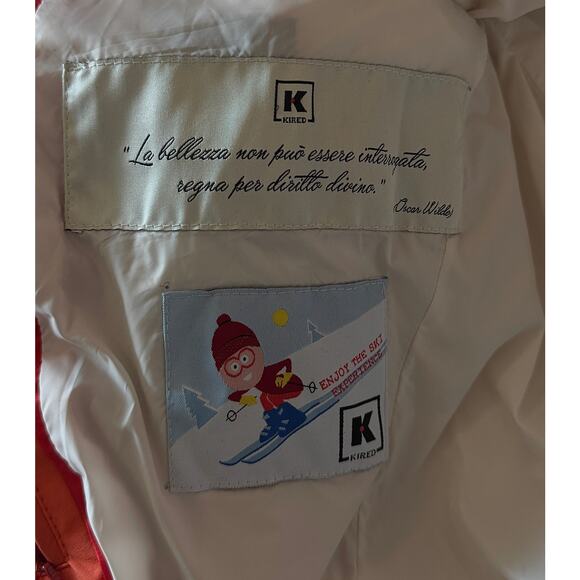 K
KIRED
"La bellezza non può essere interrogata,
regna per diritto divino."
(Oscar Wilde)
ENJOY THE SKI
EXPERIENCE
K
KIRED